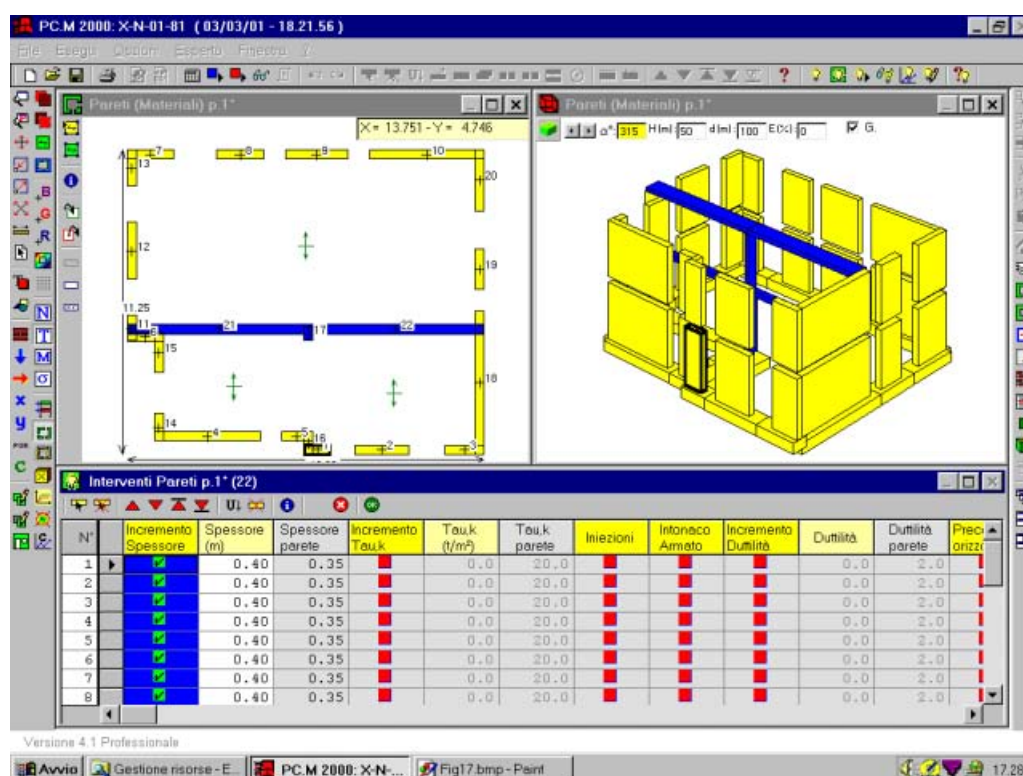 PC.M 2000: X-N-01-81 ( 03/03/01 - 18.21.56 )
File Esegui Opzioni Esperto Finestra ?
Pareti (Materiali) p.1°
X= 13.751 - Y= 4.746
7 8 9 10
13
20
12
19
11.25
11 21 17 22
6
15
18
14
4 5 16 1 2 3
B
G
R
N
T
M
σ
x
y
POR
C
Pareti (Materiali) p.1°
α°: 315 H(m): 50 d(m): 100 E(%): 0 G.
Interventi Pareti p.1° (22)
N° Incremento Spessore Spessore (m) Spessore parete Incremento Tau,k Tau,k (t/m²) Tau,k parete Iniezioni Intonaco Armato Incremento Duttilità Duttilità Duttilità parete
1 0.40 0.35 0.0 20.0 0.0 2.0
2 0.40 0.35 0.0 20.0 0.0 2.0
3 0.40 0.35 0.0 20.0 0.0 2.0
4 0.40 0.35 0.0 20.0 0.0 2.0
5 0.40 0.35 0.0 20.0 0.0 2.0
6 0.40 0.35 0.0 20.0 0.0 2.0
7 0.40 0.35 0.0 20.0 0.0 2.0
8 0.40 0.35 0.0 20.0 0.0 2.0
Versione 4.1 Professionale
Avvio Gestione risorse - E... PC.M 2000: X-N-... Fig17.bmp - Paint 17.28